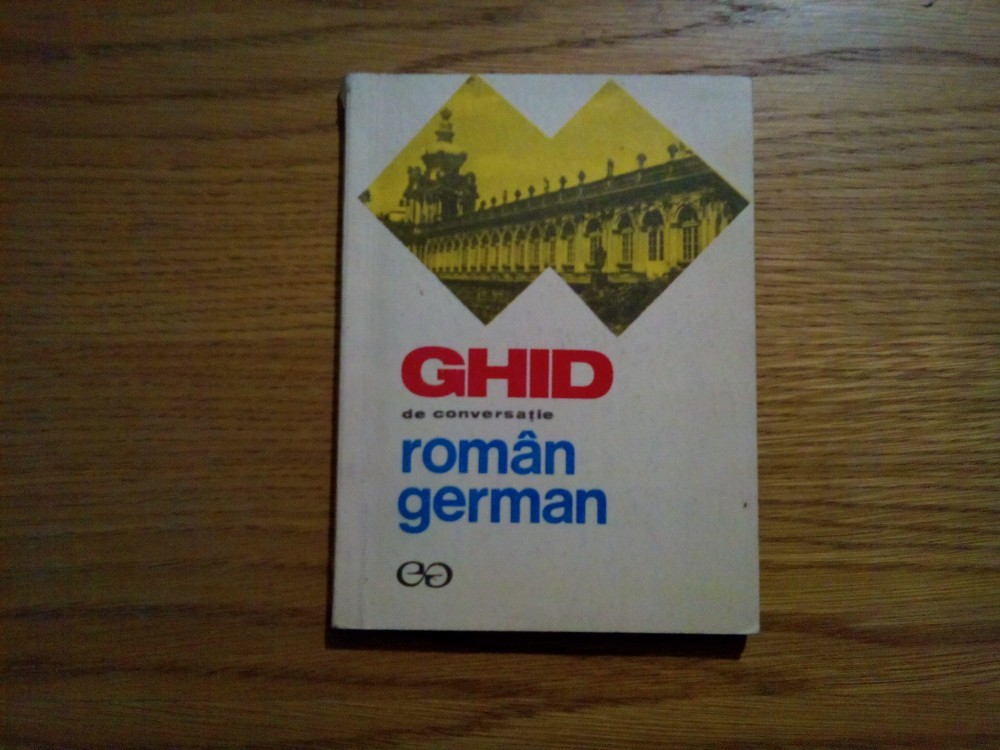 GHID
de conversație
român
german